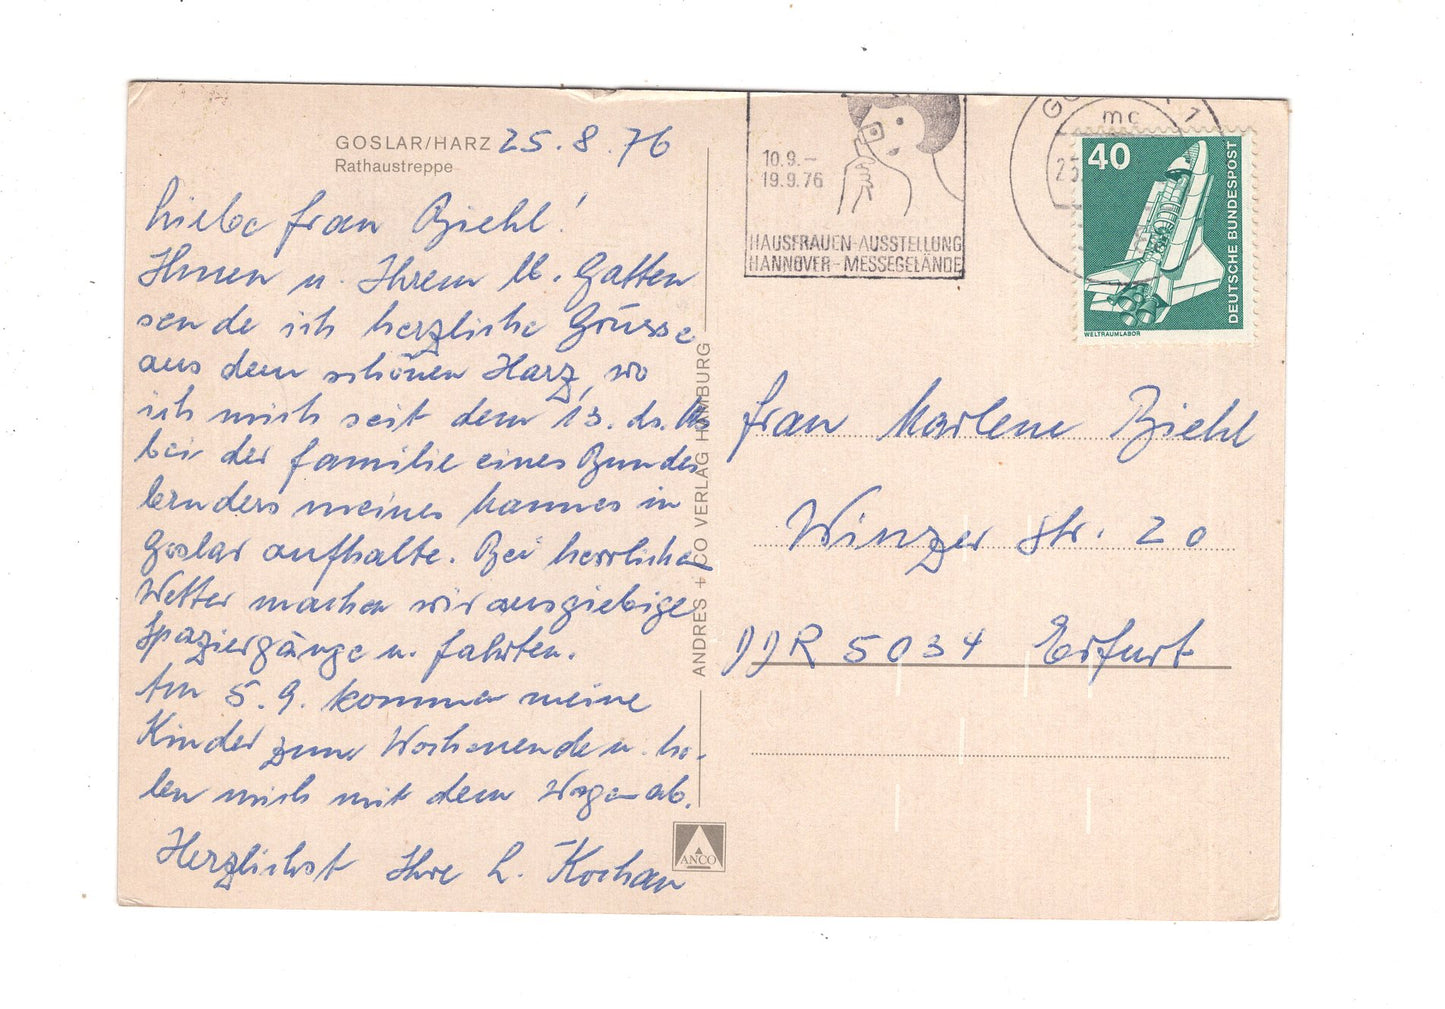 GOSLAR/HARZ 25.8.76
Rathaustreppe
Liebe Frau Biehl!
Ihnen u. Ihrem lb. Gatten
sende ich herzliche Grüsse
aus dem schönen Harz, wo
ich mich seit dem 13. ds. Ms
bei der Familie eines Bundes
bruders meines Mannes in
Goslar aufhalte. Bei herrlichem
Wetter machen wir ausgiebige
Spaziergänge u. Fahrten.
Am 5.9. kommen meine
Kinder zum Wochenende u. ho-
len mich mit dem Wagen ab.
Herzlichst Ihre L. Kochan
ANDRES + CO VERLAG HAMBURG
ANCO
10.9.–
19.9.76
HAUSFRAUEN-AUSSTELLUNG
HANNOVER-MESSEGELÄNDE
1
mc
40
DEUTSCHE BUNDESPOST
WELTRAUMLABOR
Frau Marlene Biehl
Winzer Str. 20
DDR 5034 Erfurt